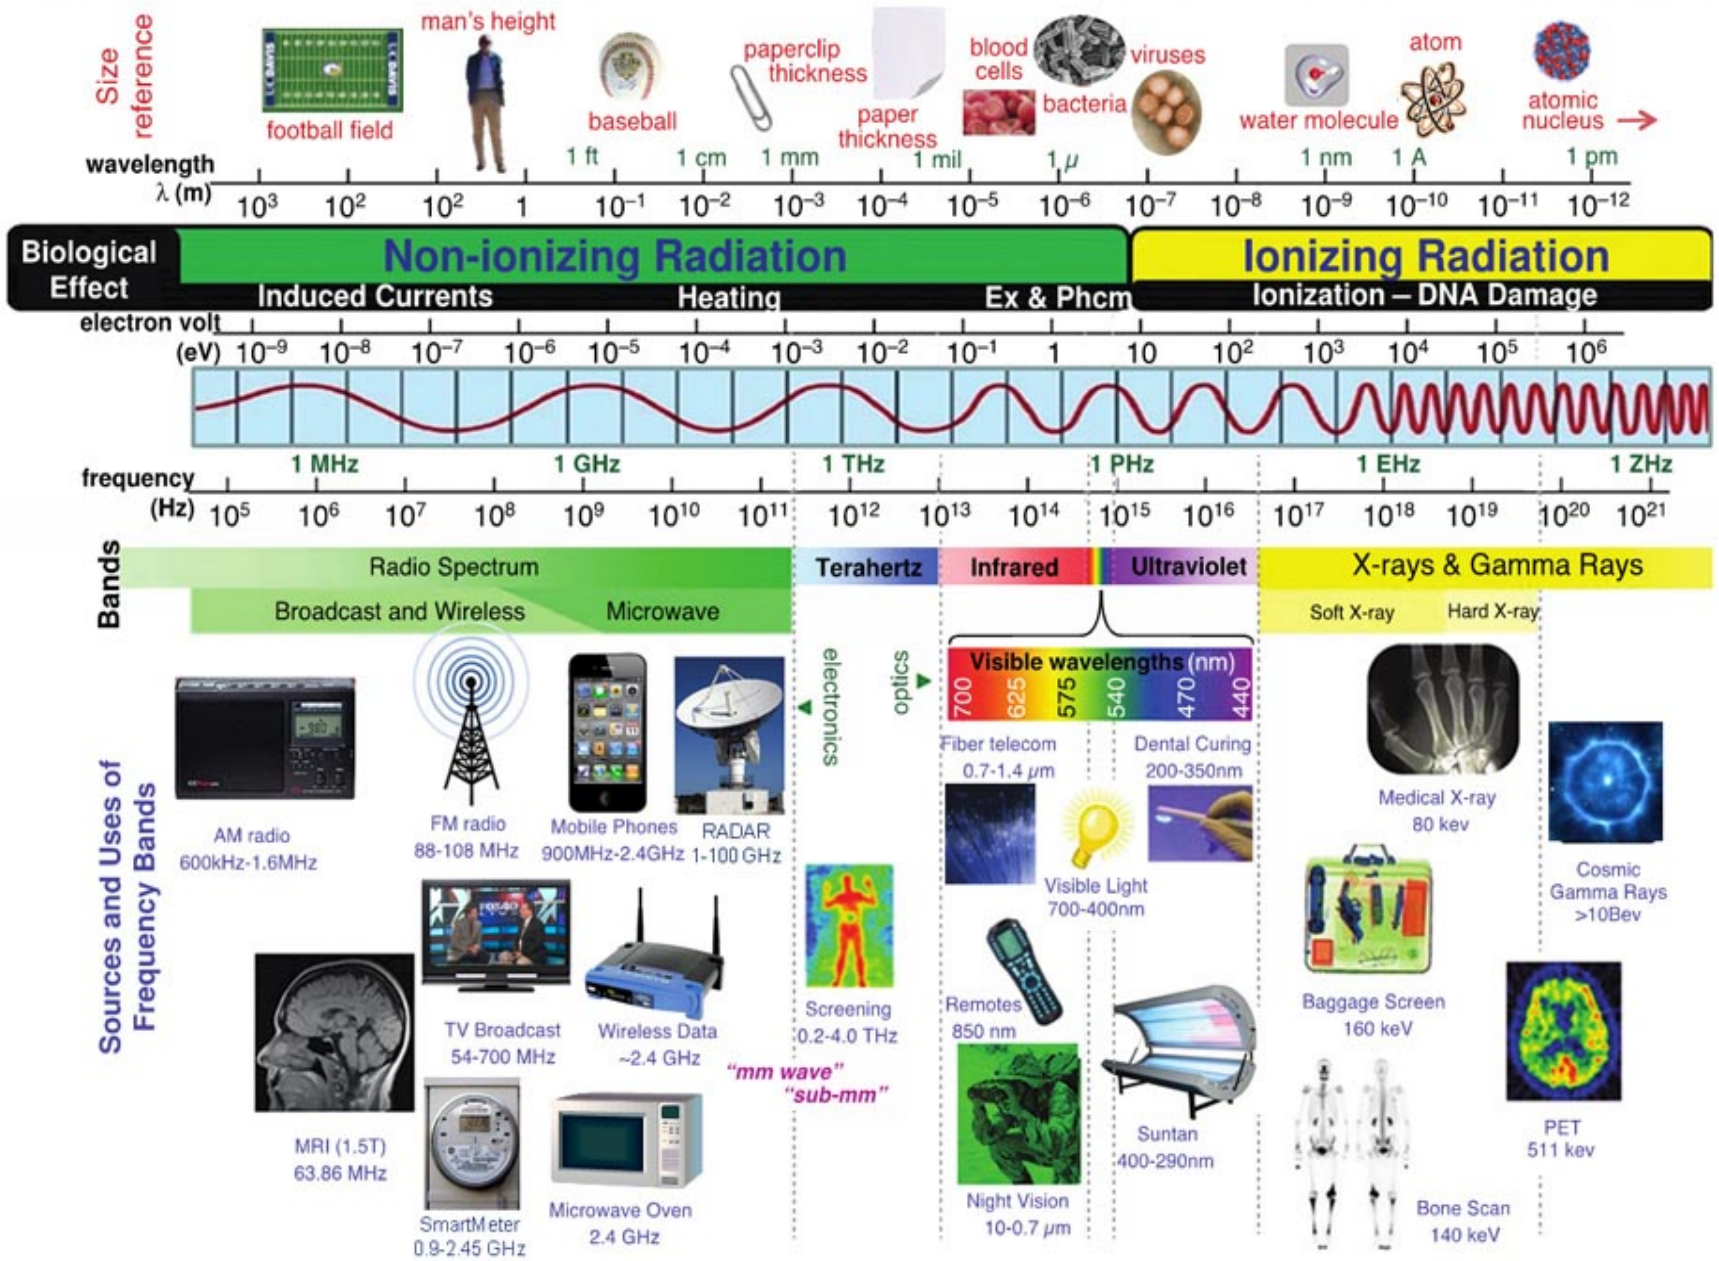 Size
reference
football field
man's height
baseball
paperclip
thickness
paper
thickness
blood
cells
bacteria
viruses
water molecule
atom
atomic
nucleus
1 ft 1 cm 1 mm 1 mil 1 µ 1 nm 1 A 1 pm
wavelength
λ (m)
10³ 10² 10² 1 10⁻¹ 10⁻² 10⁻³ 10⁻⁴ 10⁻⁵ 10⁻⁶ 10⁻⁷ 10⁻⁸ 10⁻⁹ 10⁻¹⁰ 10⁻¹¹ 10⁻¹²
Biological
Effect
Non-ionizing Radiation
Ionizing Radiation
Induced Currents Heating Ex & Phcm
Ionization – DNA Damage
electron volt
(eV)
10⁻⁹ 10⁻⁸ 10⁻⁷ 10⁻⁶ 10⁻⁵ 10⁻⁴ 10⁻³ 10⁻² 10⁻¹ 1 10 10² 10³ 10⁴ 10⁵ 10⁶
1 MHz 1 GHz 1 THz 1 PHz 1 EHz 1 ZHz
frequency
(Hz)
10⁵ 10⁶ 10⁷ 10⁸ 10⁹ 10¹⁰ 10¹¹ 10¹² 10¹³ 10¹⁴ 10¹⁵ 10¹⁶ 10¹⁷ 10¹⁸ 10¹⁹ 10²⁰ 10²¹
Bands
Radio Spectrum
Terahertz
Infrared
Ultraviolet
X-rays & Gamma Rays
Broadcast and Wireless
Microwave
Soft X-ray
Hard X-ray
electronics
optics
Visible wavelengths (nm)
700 625 575 540 470 440
Sources and Uses of
Frequency Bands
AM radio
600kHz-1.6MHz
FM radio
88-108 MHz
Mobile Phones
900MHz-2.4GHz
RADAR
1-100 GHz
Fiber telecom
0.7-1.4 µm
Dental Curing
200-350nm
Visible Light
700-400nm
Medical X-ray
80 kev
Cosmic
Gamma Rays
>10Bev
TV Broadcast
54-700 MHz
Wireless Data
~2.4 GHz
Screening
0.2-4.0 THz
"mm wave"
"sub-mm"
Remotes
850 nm
Baggage Screen
160 keV
MRI (1.5T)
63.86 MHz
SmartMeter
0.9-2.45 GHz
Microwave Oven
2.4 GHz
Night Vision
10-0.7 µm
Suntan
400-290nm
Bone Scan
140 keV
PET
511 kev